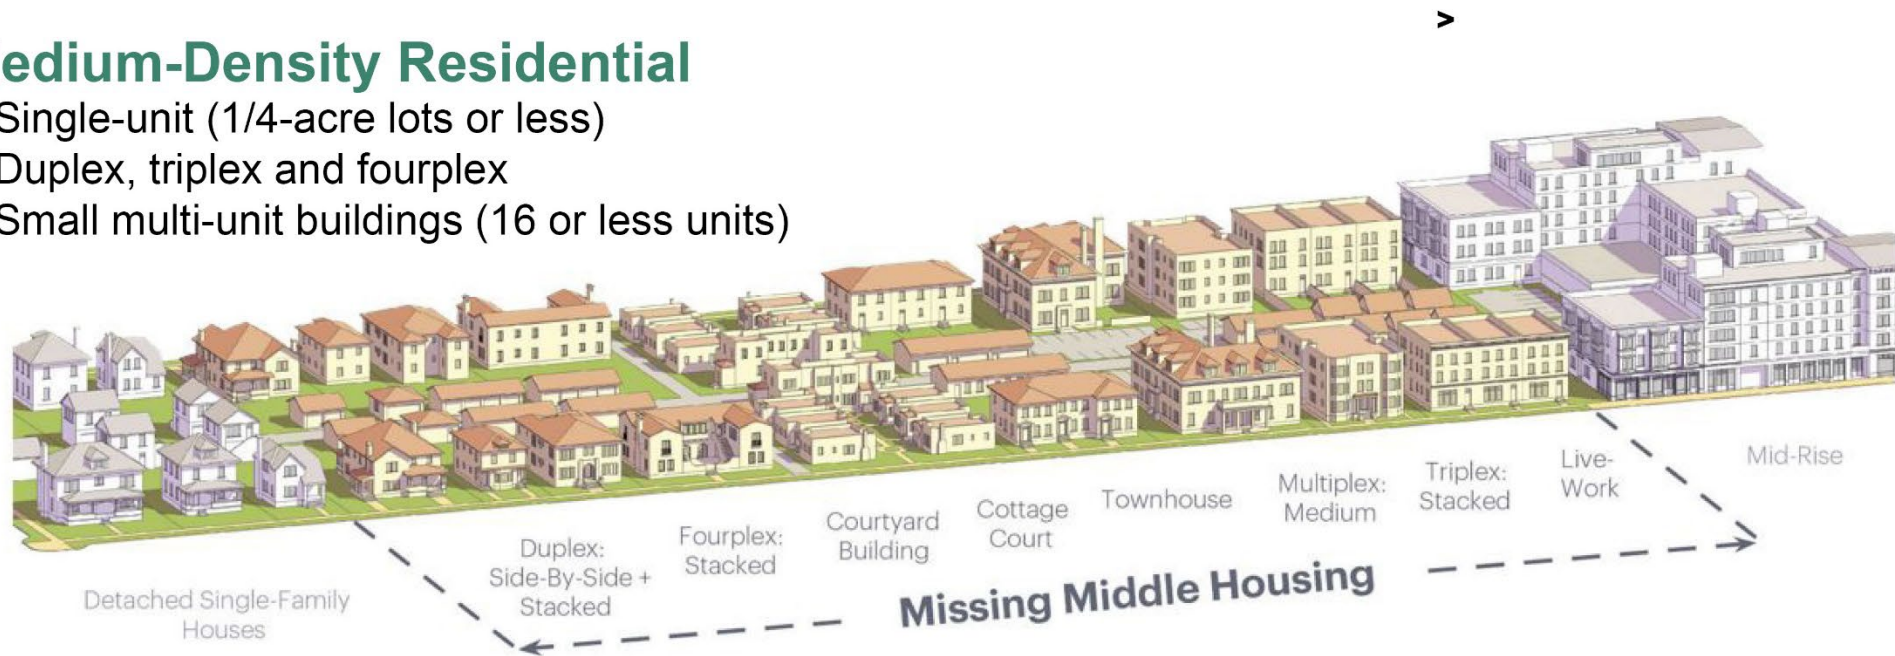 >
edium-Density Residential
Single-unit (1/4-acre lots or less)
Duplex, triplex and fourplex
Small multi-unit buildings (16 or less units)
Detached Single-Family
Houses
Duplex:
Side-By-Side +
Stacked
Fourplex:
Stacked
Courtyard
Building
Cottage
Court
Townhouse
Multiplex:
Medium
Triplex:
Stacked
Live-
Work
Mid-Rise
Missing Middle Housing